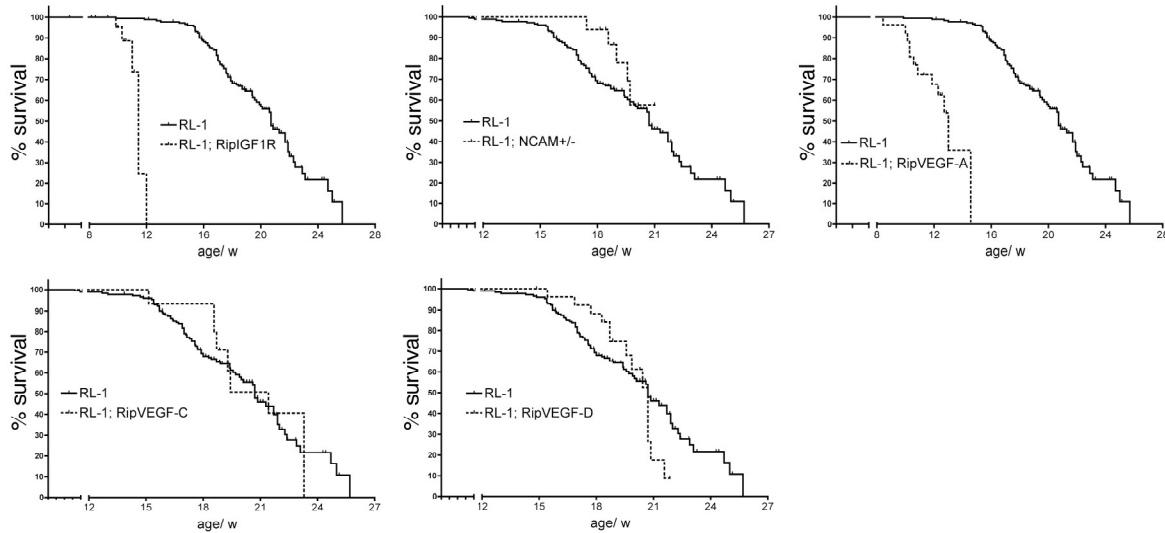 % survival
100
90
80
70
60
50
40
30
20
10
0
RL-1
RL-1; RipIGF1R
8 12 16 20 24 28
age/ w
% survival
100
90
80
70
60
50
40
30
20
10
0
RL-1
RL-1; NCAM+/-
12 15 18 21 24 27
age/ w
% survival
100
90
80
70
60
50
40
30
20
10
0
RL-1
RL-1; RipVEGF-A
8 12 16 20 24 28
age/ w
% survival
100
90
80
70
60
50
40
30
20
10
0
RL-1
RL-1; RipVEGF-C
12 15 18 21 24 27
age/ w
% survival
100
90
80
70
60
50
40
30
20
10
0
RL-1
RL-1; RipVEGF-D
12 15 18 21 24 27
age/ w